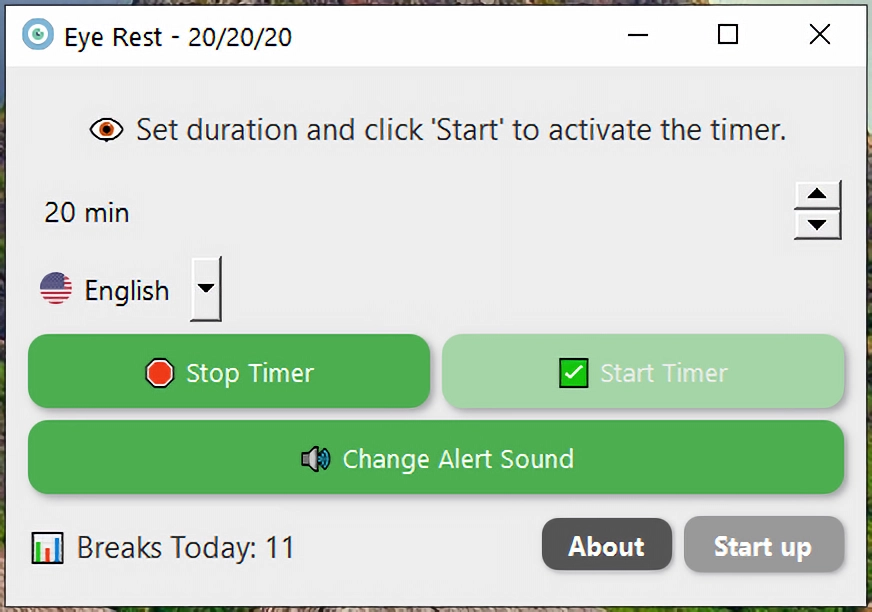 Eye Rest - 20/20/20
Set duration and click 'Start' to activate the timer.
20 min
English
Stop Timer
Start Timer
Change Alert Sound
Breaks Today: 11
About
Start up